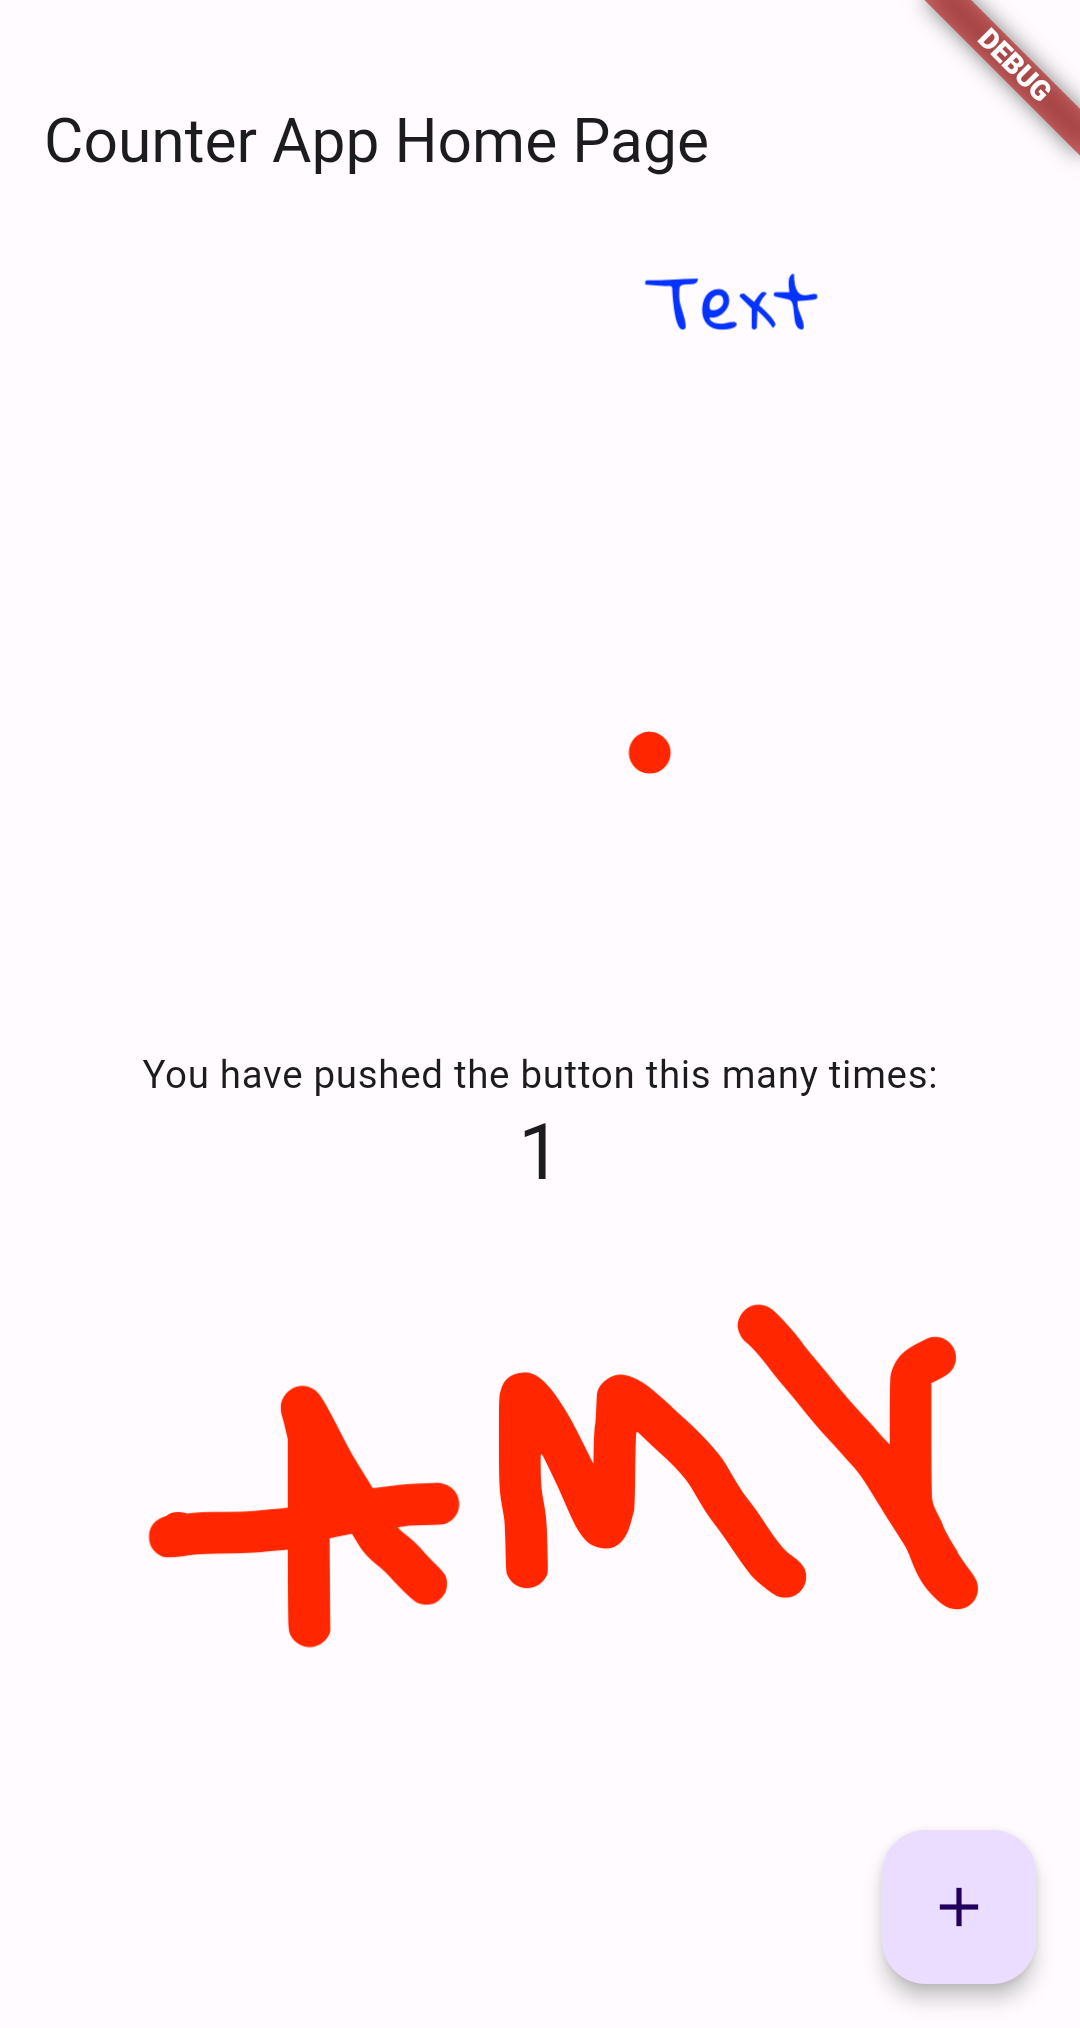 DEBUG
Counter App Home Page
Text
You have pushed the button this many times:
1
AMY
+